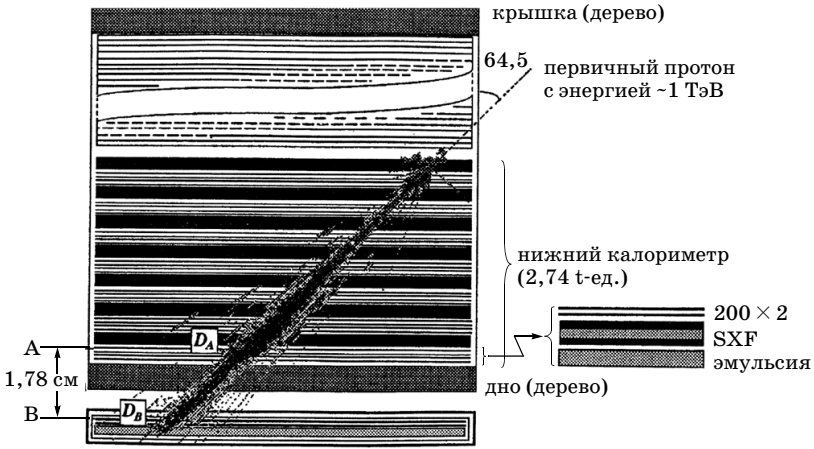 крышка (дерево)
64,5
первичный протон
с энергией ~1 ТэВ
нижний калориметр
(2,74 t-ед.)
200 × 2
SXF
эмульсия
D_A
A
1,78 см
B
D_B
дно (дерево)